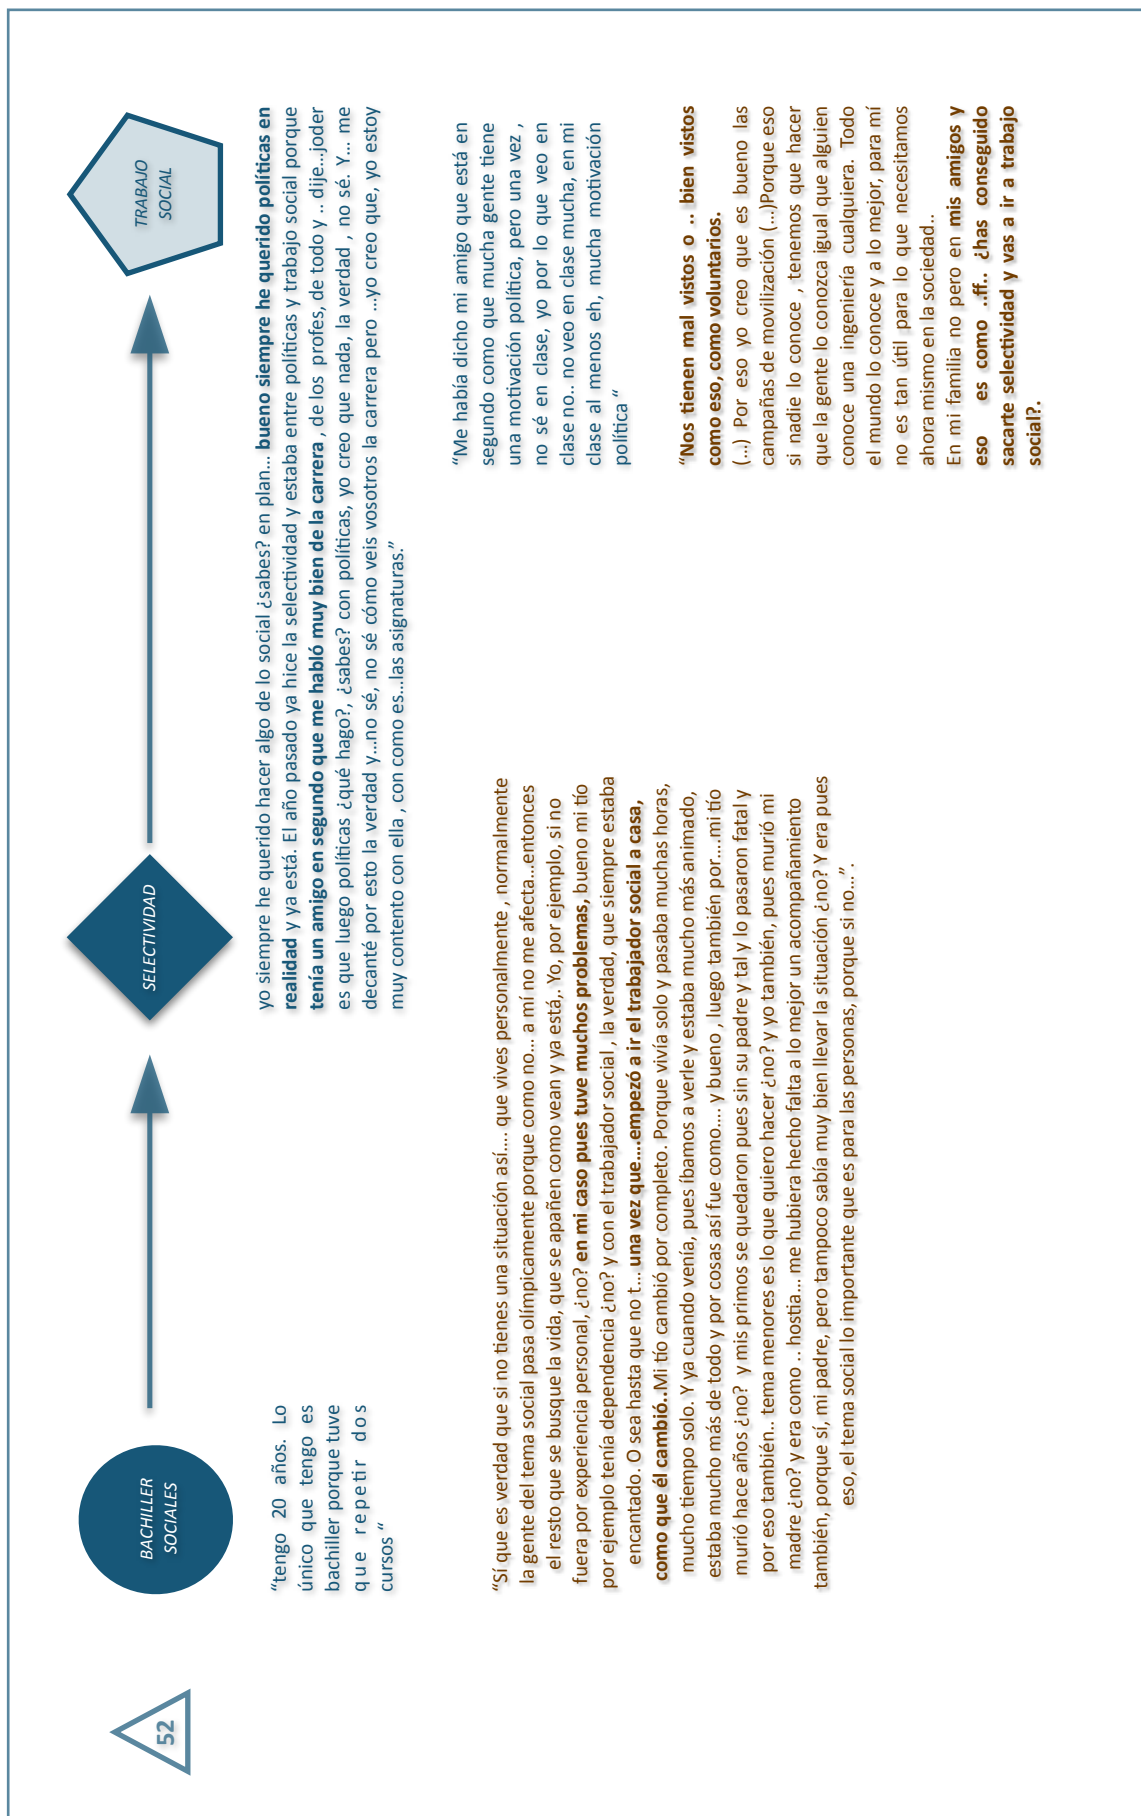 52
BACHILLER
SOCIALES
SELECTIVIDAD
TRABAJO
SOCIAL
“tengo 20 años. Lo
único que tengo es
bachiller porque tuve
que repetir dos
cursos “
yo siempre he querido hacer algo de lo social ¿sabes? en plan... bueno siempre he querido políticas en
realidad y ya está. El año pasado ya hice la selectividad y estaba entre políticas y trabajo social porque
tenía un amigo en segundo que me habló muy bien de la carrera , de los profes, de todo y .. dije...joder
es que luego políticas ¿qué hago?, ¿sabes? con políticas, yo creo que nada, la verdad , no sé. Y... me
decanté por esto la verdad y...no sé, no sé cómo veis vosotros la carrera pero ...yo creo que, yo estoy
muy contento con ella , con como es...las asignaturas.”
“Me había dicho mi amigo que está en
segundo como que mucha gente tiene
una motivación política, pero una vez ,
no sé en clase, yo por lo que veo en
clase no.. no veo en clase mucha, en mi
clase al menos eh, mucha motivación
política “
“Sí que es verdad que si no tienes una situación así.... que vives personalmente , normalmente
la gente del tema social pasa olímpicamente porque como no... a mí no me afecta...entonces
el resto que se busque la vida, que se apañen como vean y ya está,. Yo, por ejemplo, si no
fuera por experiencia personal, ¿no? en mi caso pues tuve muchos problemas, bueno mi tío
por ejemplo tenía dependencia ¿no? y con el trabajador social , la verdad, que siempre estaba
encantado. O sea hasta que no t... una vez que....empezó a ir el trabajador social a casa,
como que él cambió..Mi tío cambió por completo. Porque vivía solo y pasaba muchas horas,
mucho tiempo solo. Y ya cuando venía, pues íbamos a verle y estaba mucho más animado,
estaba mucho más de todo y por cosas así fue como.... y bueno , luego también por....mi tío
murió hace años ¿no? y mis primos se quedaron pues sin su padre y tal y lo pasaron fatal y
por eso también.. tema menores es lo que quiero hacer ¿no? y yo también, pues murió mi
madre ¿no? y era como .. hostia... me hubiera hecho falta a lo mejor un acompañamiento
también, porque sí, mi padre, pero tampoco sabía muy bien llevar la situación ¿no? Y era pues
eso, el tema social lo importante que es para las personas, porque si no...”.
“Nos tienen mal vistos o .. bien vistos
como eso, como voluntarios.
(...) Por eso yo creo que es bueno las
campañas de movilización (...)Porque eso
si nadie lo conoce , tenemos que hacer
que la gente lo conozca igual que alguien
conoce una ingeniería cualquiera. Todo
el mundo lo conoce y a lo mejor, para mí
no es tan útil para lo que necesitamos
ahora mismo en la sociedad..
En mi familia no pero en mis amigos y
eso es como ..ff.. ¿has conseguido
sacarte selectividad y vas a ir a trabajo
social?.